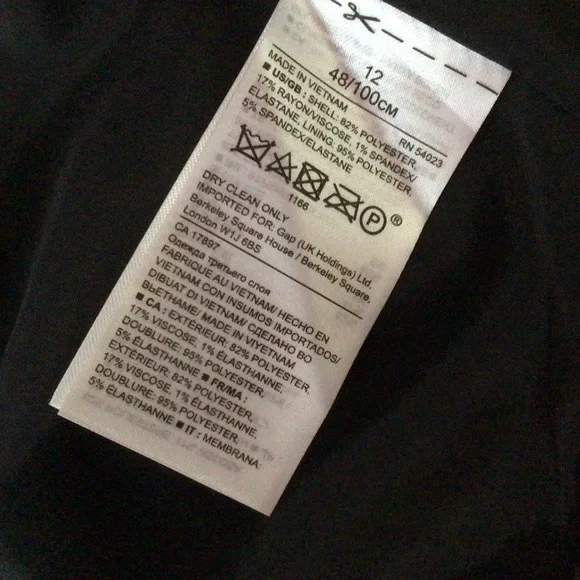 12
48/100CM
MADE IN VIETNAM RN 54023
■ US/GB : SHELL: 82% POLYESTER,
17% RAYON/VISCOSE, 1% SPANDEX/
ELASTANE, LINING: 95% POLYESTER,
5% SPANDEX/ELASTANE
P ®
1166
DRY CLEAN ONLY
IMPORTED FOR: Gap (UK Holdings) Ltd.
Berkeley Square House / Berkeley Square,
London W1J 6BS
CA 17897
Одежда третьего слоя
FABRIQUE AU VIETNAM/ HECHO EN
VIETNAM CON INSUMOS IMPORTADOS/
DIBUAT DI VIETNAM/ СДЕЛАНО ВО
ВЬЕТНАМЕ/ MADE IN VIYETNAM
■ CA : EXTÉRIEUR: 82% POLYESTER,
17% VISCOSE, 1% ÉLASTHANNE.
DOUBLURE: 95% POLYESTER,
5% ÉLASTHANNE ■ FR/MA :
EXTÉRIEUR: 82% POLYESTER,
17% VISCOSE, 1% ÉLASTHANNE.
DOUBLURE: 95% POLYESTER,
5% ÉLASTHANNE ■ IT : MEMBRANA: